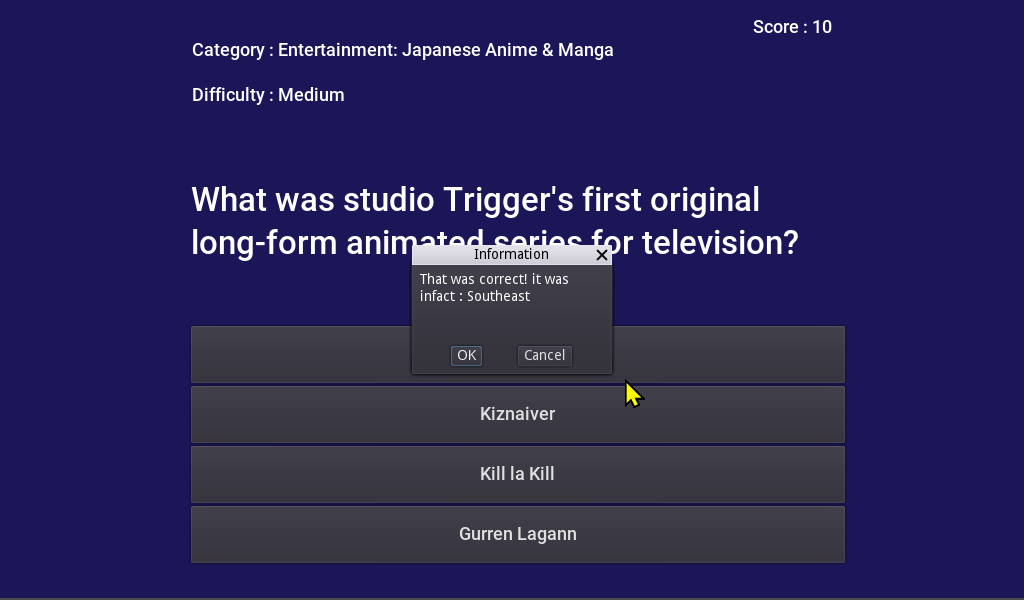 Score : 10
Category : Entertainment: Japanese Anime & Manga
Difficulty : Medium
What was studio Trigger's first original
long-form animated series for television?
Information
That was correct! it was
infact : Southeast
OK Cancel
Kiznaiver
Kill la Kill
Gurren Lagann